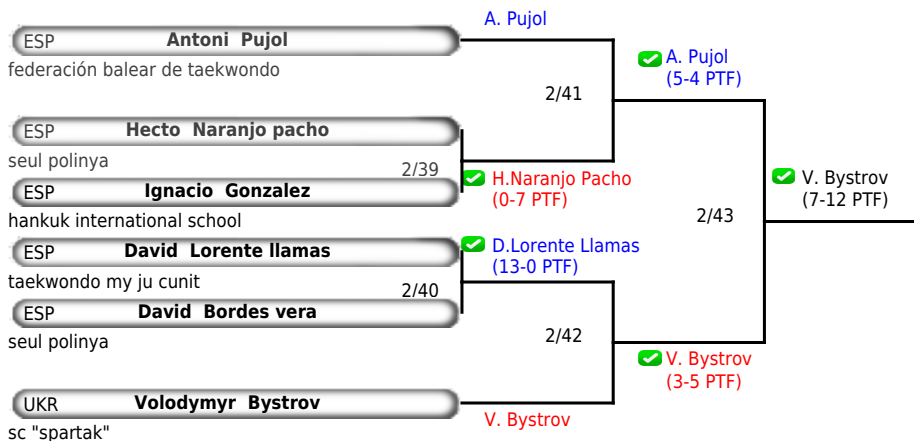 A. Pujol
ESP Antoni Pujol
federación balear de taekwondo
A. Pujol
(5-4 PTF)
2/41
ESP Hecto Naranjo pacho
seul polinya
2/39
H.Naranjo Pacho
(0-7 PTF)
ESP Ignacio Gonzalez
hankuk international school
V. Bystrov
(7-12 PTF)
2/43
ESP David Lorente llamas
taekwondo my ju cunit
D.Lorente Llamas
(13-0 PTF)
2/40
ESP David Bordes vera
seul polinya
2/42
V. Bystrov
(3-5 PTF)
UKR Volodymyr Bystrov
sc "spartak"
V. Bystrov